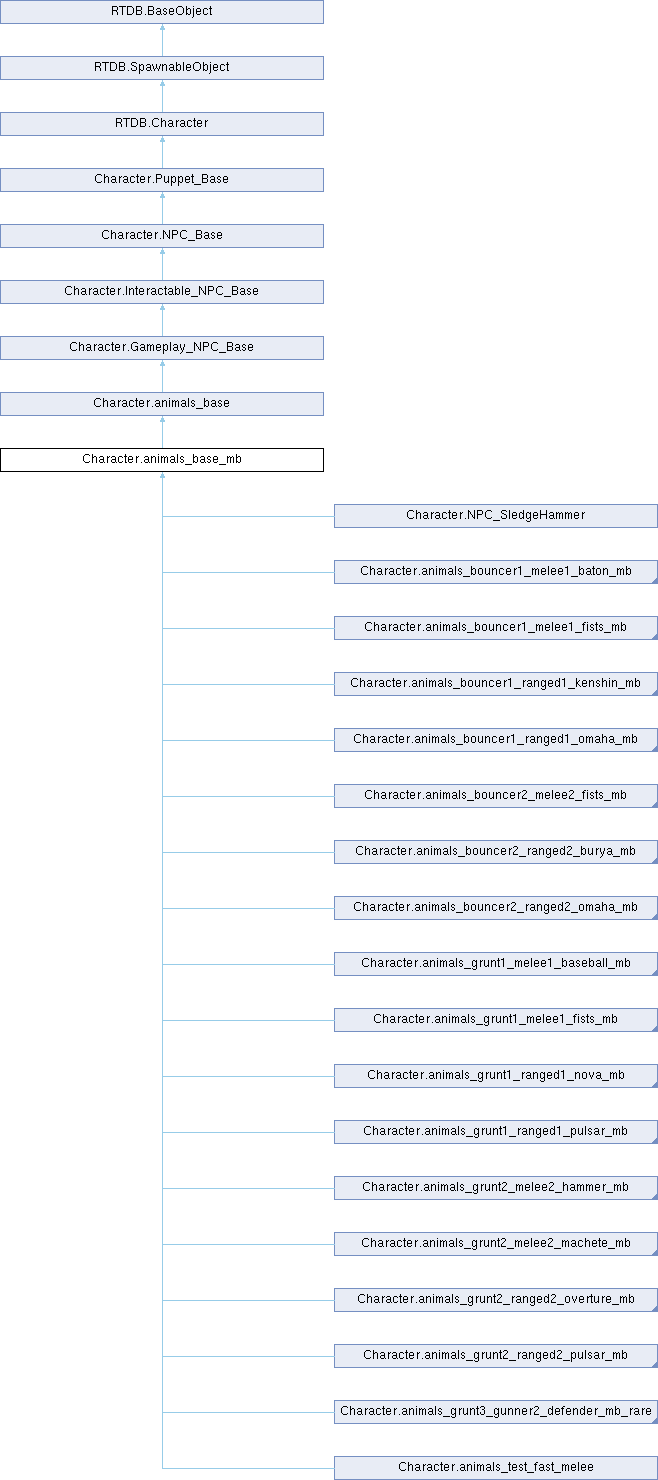 RTDB.BaseObject
RTDB.SpawnableObject
RTDB.Character
Character.Puppet_Base
Character.NPC_Base
Character.Interactable_NPC_Base
Character.Gameplay_NPC_Base
Character.animals_base
Character.animals_base_mb
Character.NPC_SledgeHammer
Character.animals_bouncer1_melee1_baton_mb
Character.animals_bouncer1_melee1_fists_mb
Character.animals_bouncer1_ranged1_kenshin_mb
Character.animals_bouncer1_ranged1_omaha_mb
Character.animals_bouncer2_melee2_fists_mb
Character.animals_bouncer2_ranged2_burya_mb
Character.animals_bouncer2_ranged2_omaha_mb
Character.animals_grunt1_melee1_baseball_mb
Character.animals_grunt1_melee1_fists_mb
Character.animals_grunt1_ranged1_nova_mb
Character.animals_grunt1_ranged1_pulsar_mb
Character.animals_grunt2_melee2_hammer_mb
Character.animals_grunt2_melee2_machete_mb
Character.animals_grunt2_ranged2_overture_mb
Character.animals_grunt2_ranged2_pulsar_mb
Character.animals_grunt3_gunner2_defender_mb_rare
Character.animals_test_fast_melee